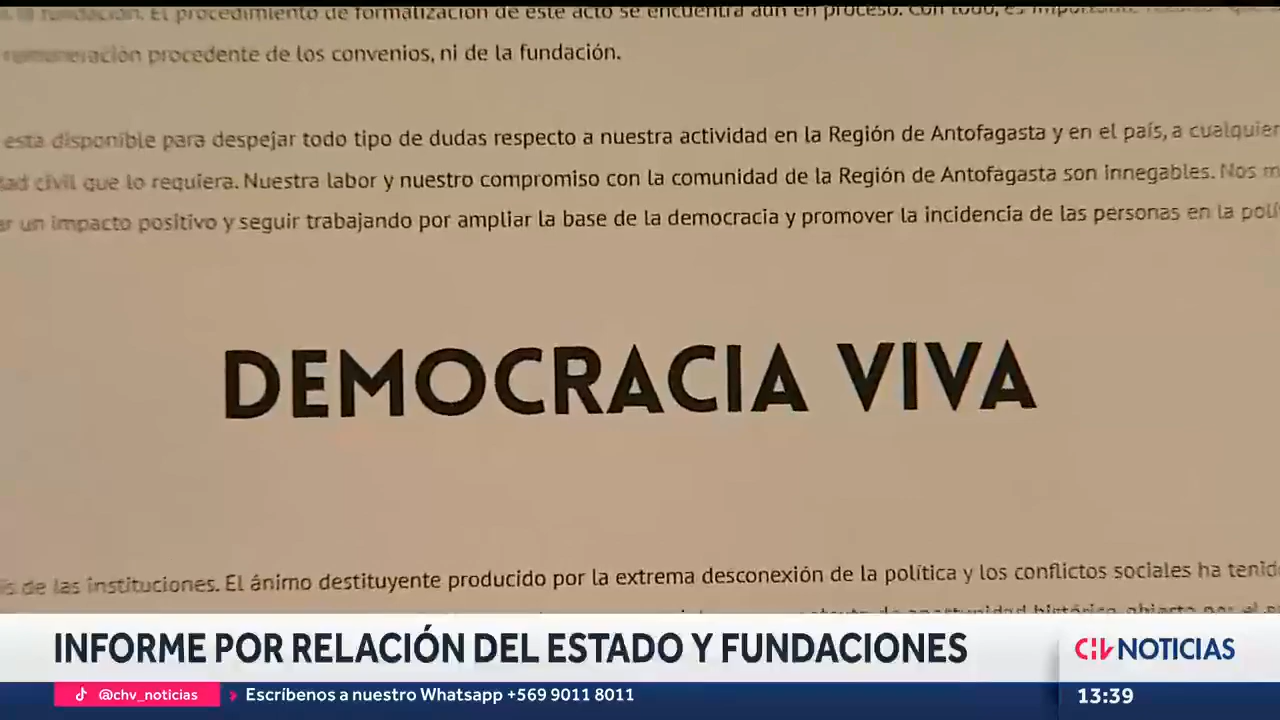 fundación. El procedimiento de formalización de este acto se encuentra aún en proceso. Con todo, es
remuneración procedente de los convenios, ni de la fundación.
esta disponible para despejar todo tipo de dudas respecto a nuestra actividad en la Región de Antofagasta y en el país, a cualquier
civil que lo requiera. Nuestra labor y nuestro compromiso con la comunidad de la Región de Antofagasta son innegables. Nos
un impacto positivo y seguir trabajando por ampliar la base de la democracia y promover la incidencia de las personas en la
DEMOCRACIA VIVA
de las instituciones. El ánimo destituyente producido por la extrema desconexión de la política y los conflictos sociales ha
INFORME POR RELACIÓN DEL ESTADO Y FUNDACIONES
CHV NOTICIAS
@chv_noticias
Escríbenos a nuestro Whatsapp +569 9011 8011
13:39